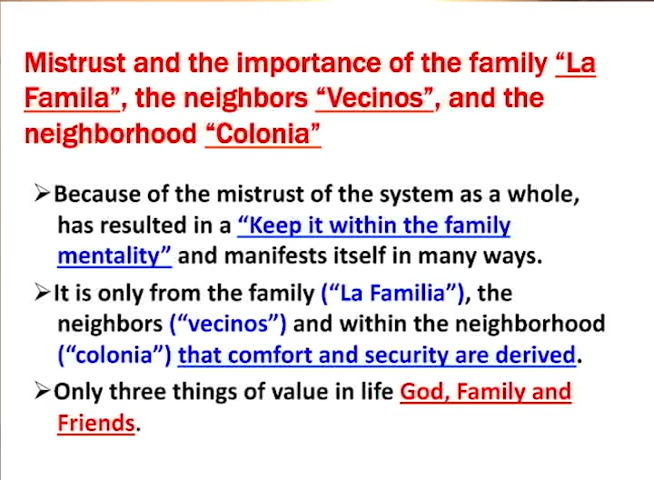 Mistrust and the importance of the family “La
Famila”, the neighbors “Vecinos”, and the
neighborhood “Colonia”
➢Because of the mistrust of the system as a whole,
has resulted in a “Keep it within the family
mentality” and manifests itself in many ways.
➢It is only from the family (“La Familia”), the
neighbors (“vecinos”) and within the neighborhood
(“colonia”) that comfort and security are derived.
➢Only three things of value in life God, Family and
Friends.